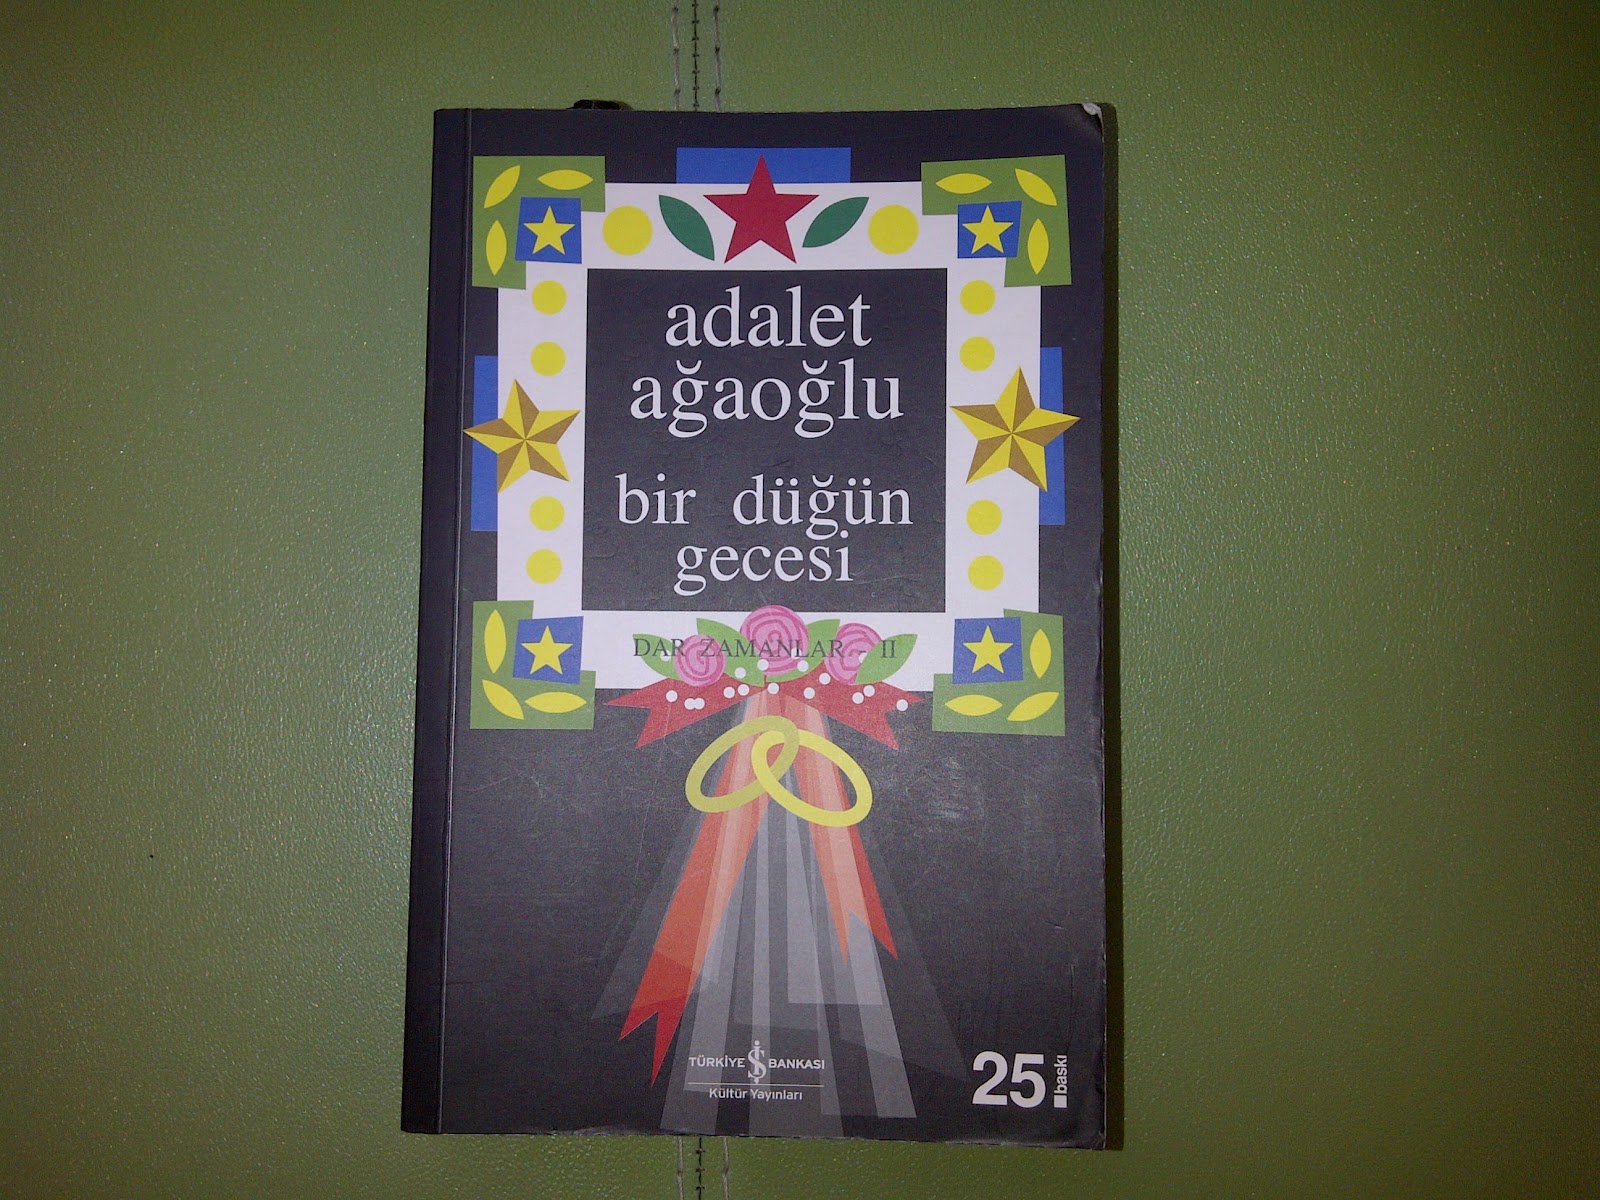 adalet
ağaoğlu
bir düğün
gecesi
DAR ZAMANLAR - II
TÜRKİYE İŞ BANKASI
Kültür Yayınları
25. baskı